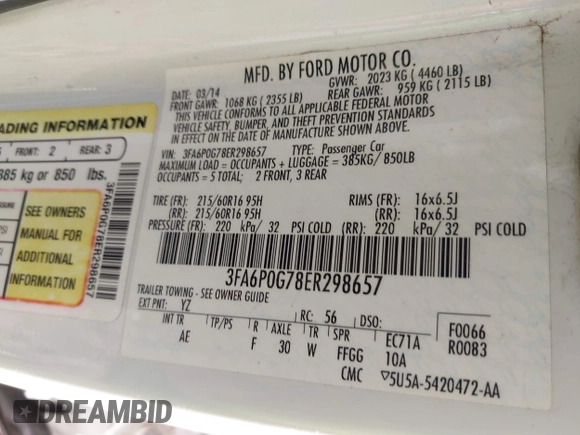 MFD. BY FORD MOTOR CO.
DATE: 03/14
GVWR: 2023 KG (4460 LB)
FRONT GAWR: 1068 KG (2355 LB)
REAR GAWR: 959 KG (2115 LB)
THIS VEHICLE CONFORMS TO ALL APPLICABLE FEDERAL MOTOR
VEHICLE SAFETY, BUMPER, AND THEFT PREVENTION STANDARDS
IN EFFECT ON THE DATE OF MANUFACTURE SHOWN ABOVE.
VIN: 3FA6P0G78ER298657
TYPE: Passenger Car
MAXIMUM LOAD = OCCUPANTS + LUGGAGE = 385KG/ 850LB
OCCUPANTS = 5 TOTAL; 2 FRONT, 3 REAR
TIRE (FR): 215/60R16 95H RIMS (FR): 16x6.5J
(RR): 215/60R16 95H (RR): 16x6.5J
PRESSURE (FR): 220 kPa/ 32 PSI COLD (RR): 220 kPa/ 32 PSI COLD
3FA6P0G78ER298657
TRAILER TOWING - SEE OWNER GUIDE
EXT PNT: YZ RC: 56 DSO: F0066
INT TR TP/PS R AXLE TR SPR EC71A R0083
AE F 30 W FFGG 10A
CMC ▽5U5A-5420472-AA
ADING INFORMATION
FRONT: 2 REAR: 3
385 kg or 850 lbs.
SEE OWNERS
MANUAL FOR
ADDITIONAL
INFORMATION
3FA6P0G78ER298657
DREAMBID